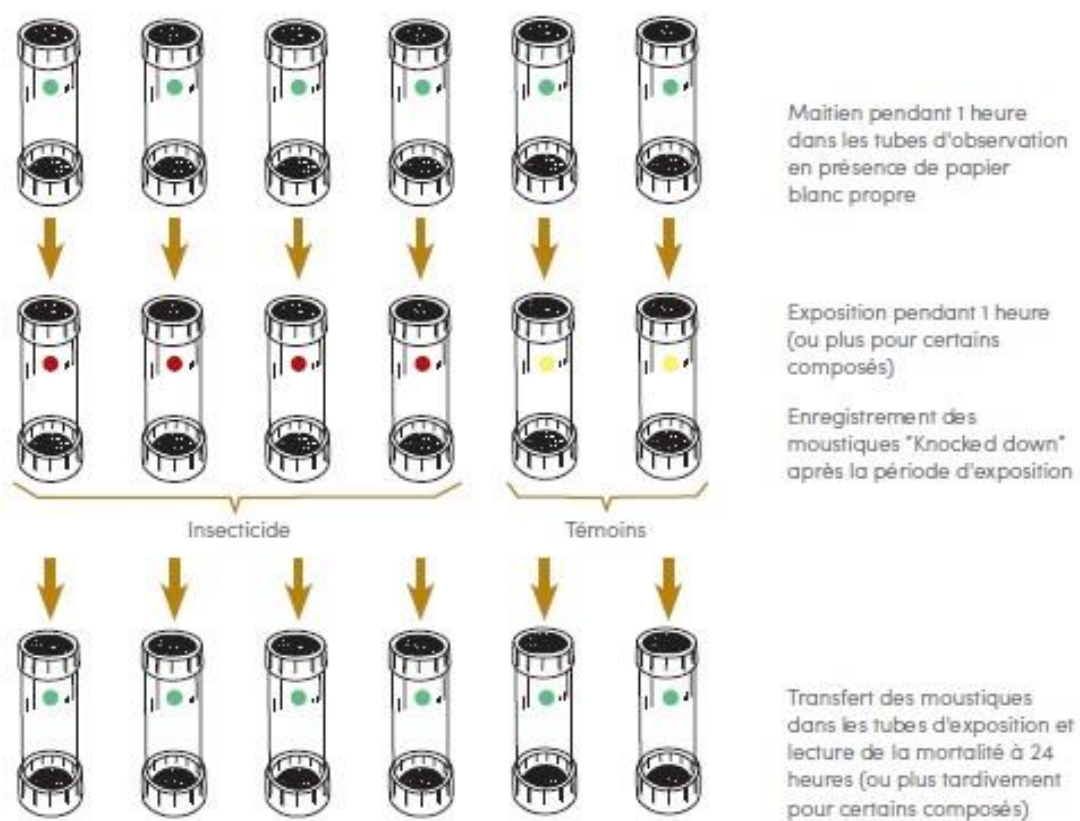 Maitien pendant 1 heure
dans les tubes d'observation
en présence de papier
blanc propre
Exposition pendant 1 heure
(ou plus pour certains
composés)
Enregistrement des
moustiques "Knocked down"
après la période d'exposition
Insecticide
Témoins
Transfert des moustiques
dans les tubes d'exposition et
lecture de la mortalité à 24
heures (ou plus tardivement
pour certains composés)